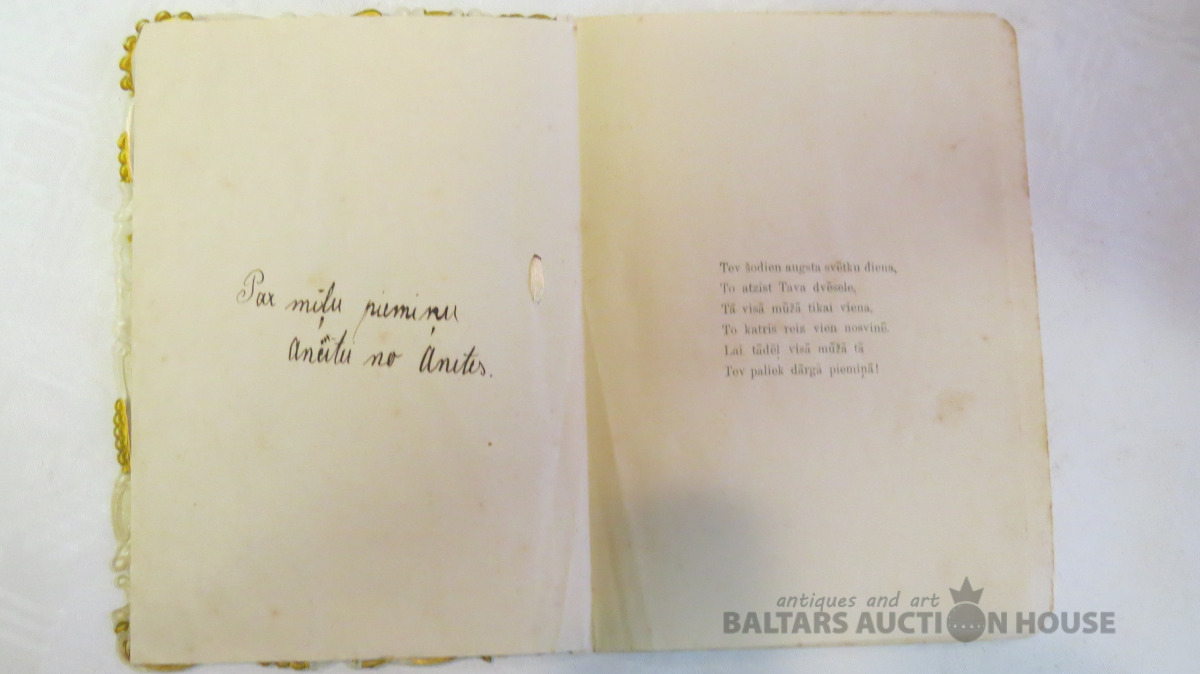 Par mīļu piemiņu
no Anetes.
Tev šodien augsta svētku diena,
To atzīst Tava dvēsele,
Tā visā mūžā tikai viena,
To katris reiz vien nosvinē.
Lai tādēļ visā mūžā tā
Tev paliek dārgā piemiņā!
antiques and art
BALTARS AUCTION HOUSE